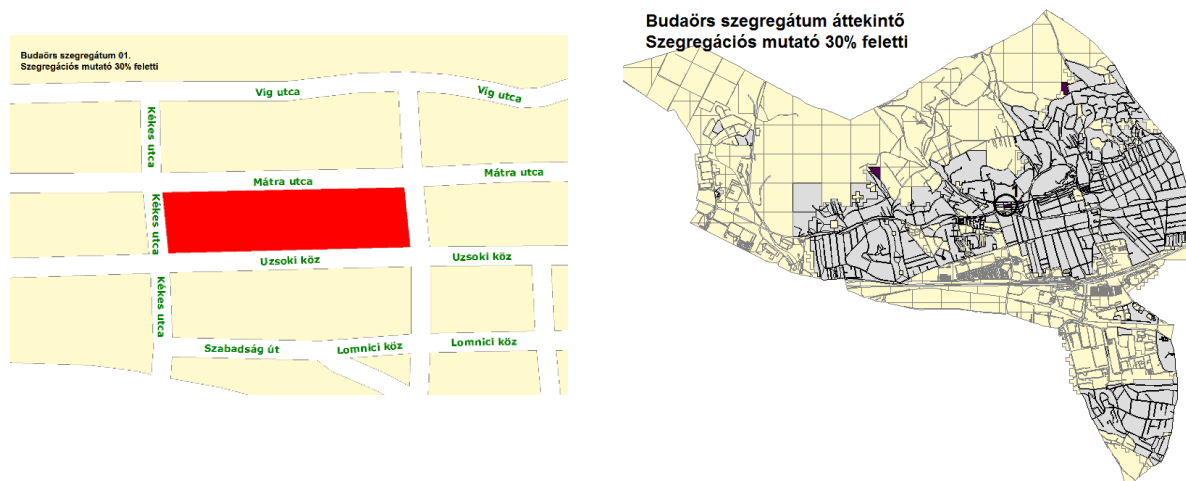 Budaörs szegregátum 01.
Szegregációs mutató 30% feletti
Vig utca
Vig utca
Kékes utca
Mátra utca
Mátra utca
Kékes utca
Uzsoki köz
Uzsoki köz
Kékes utca
Szabadság út
Lomnici köz
Lomnici köz
Budaörs szegregátum áttekintő
Szegregációs mutató 30% feletti